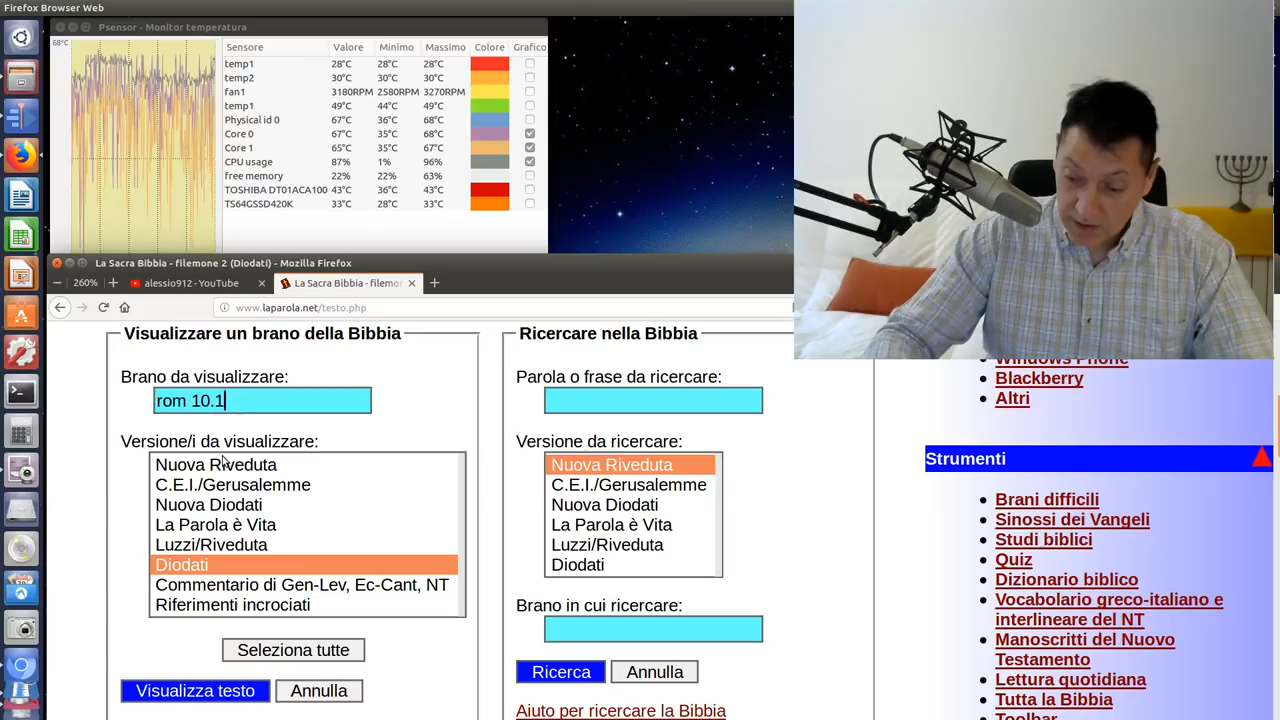 Firefox Browser Web
Psensor - Monitor temperatura
68°C
Sensore Valore Minimo Massimo Colore Grafico
temp1 28°C 28°C 28°C
temp2 30°C 30°C 30°C
fan1 3180RPM 2580RPM 3270RPM
temp1 49°C 44°C 49°C
Physical id 0 67°C 36°C 68°C
Core 0 67°C 35°C 68°C
Core 1 65°C 35°C 67°C
CPU usage 87% 1% 96%
free memory 22% 22% 63%
TOSHIBA DT01ACA100 43°C 36°C 43°C
TS64GSSD420K 33°C 28°C 33°C
La Sacra Bibbia - filemone 2 (Diodati) - Mozilla Firefox
260% alessio912 - YouTube La Sacra Bibbia - filemo
www.laparola.net/testo.php
Visualizzare un brano della Bibbia
Brano da visualizzare:
rom 10.1
Versione/i da visualizzare:
Nuova Riveduta
C.E.I./Gerusalemme
Nuova Diodati
La Parola è Vita
Luzzi/Riveduta
Diodati
Commentario di Gen-Lev, Ec-Cant, NT
Riferimenti incrociati
Seleziona tutte
Visualizza testo Annulla
Ricercare nella Bibbia
Parola o frase da ricercare:
Versione da ricercare:
Nuova Riveduta
C.E.I./Gerusalemme
Nuova Diodati
La Parola è Vita
Luzzi/Riveduta
Diodati
Brano in cui ricercare:
Ricerca Annulla
Aiuto per ricercare la Bibbia
Windows Phone
Blackberry
Altri
Strumenti
Brani difficili
Sinossi dei Vangeli
Studi biblici
Quiz
Dizionario biblico
Vocabolario greco-italiano e
interlineare del NT
Manoscritti del Nuovo
Testamento
Lettura quotidiana
Tutta la Bibbia
Toolbar